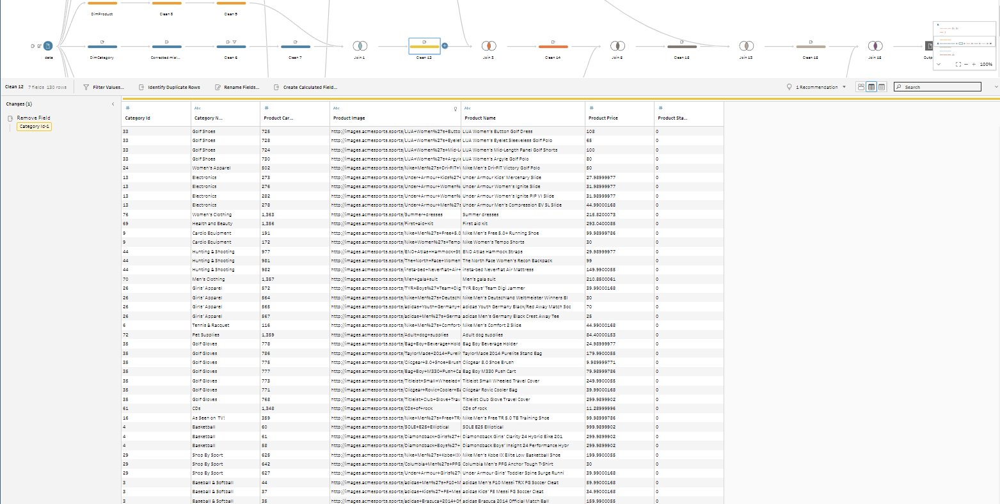 DimProduct Clean 8 Clean 9
data DimCategory Corrected misl... Clean 6 Clean 7 Join 1 Clean 12 Join 3 Clean 14 Join 5 Join 13 Join 15 Outp
100%
Clean 12 7 fields 130 rows Filter Values... Identify Duplicate Rows Rename Fields... Create Calculated Field... 1 Recommendation Search
Changes (1)
Remove Field
Category Id-1
# Abc # Abc Abc # #
Category Id Category N... Product Car... Product Image Product Name Product Price Product Sta...
33 Golf Shoes 725 http://images.acmesports.sports/LIJA+Women%27s+Butto LIJA Women's Button Golf Dress 108 0
33 Golf Shoes 728 http://images.acmesports.sports/LIJA+Women%27s+Eyelet LIJA Women's Eyelet Sleeveless Golf Polo 65 0
33 Golf Shoes 724 http://images.acmesports.sports/LIJA+Women%27s+Mid-L LIJA Women's Mid-Length Panel Golf Shorts 100 0
33 Golf Shoes 730 http://images.acmesports.sports/LIJA+Women%27s+Argyle LIJA Women's Argyle Golf Polo 80 0
24 Women's Apparel 502 http://images.acmesports.sports/Nike+Men%27s+Dri-FIT+V Nike Men's Dri-FIT Victory Golf Polo 50 0
13 Electronics 273 http://images.acmesports.sports/Under+Armour+Kids%27+ Under Armour Kids' Mercenary Slide 27.98999977 0
13 Electronics 276 http://images.acmesports.sports/Under+Armour+Women% Under Armour Women's Ignite Slide 31.98999977 0
13 Electronics 282 http://images.acmesports.sports/Under+Armour+Women% Under Armour Women's Ignite PIP VI Slide 31.98999977 0
13 Electronics 278 http://images.acmesports.sports/Under+Armour+Men%27s Under Armour Men's Compression EV SL Slide 44.99000168 0
76 Women's Clothing 1,363 http://images.acmesports.sports/Summer+dresses Summer dresses 215.8200073 0
69 Health and Beauty 1,356 http://images.acmesports.sports/First+aid+kit First aid kit 293.0400085 0
9 Cardio Equipment 191 http://images.acmesports.sports/Nike+Men%27s+Free+5.0 Nike Men's Free 5.0+ Running Shoe 99.98999786 0
9 Cardio Equipment 172 http://images.acmesports.sports/Nike+Women%27s+Temp Nike Women's Tempo Shorts 30 0
44 Hunting & Shooting 977 http://images.acmesports.sports/ENO+Atlas+Hammock+St ENO Atlas Hammock Straps 29.98999977 0
44 Hunting & Shooting 981 http://images.acmesports.sports/The+North+Face+Women The North Face Women's Recon Backpack 99 0
44 Hunting & Shooting 982 http://images.acmesports.sports/insta-bed+Neverflat+Air+ insta-bed Neverflat Air Mattress 149.9900055 0
70 Men's Clothing 1,357 http://images.acmesports.sports/Men+gala+suit Men's gala suit 210.8500061 0
26 Girls' Apparel 572 http://images.acmesports.sports/TYR+Boys%27+Team+Dig TYR Boys' Team Digi Jammer 39.99000168 0
26 Girls' Apparel 564 http://images.acmesports.sports/Nike+Men%27s+Deutschl Nike Men's Deutschland Weltmeister Winners Bl 30 0
26 Girls' Apparel 565 http://images.acmesports.sports/adidas+Youth+Germany+ adidas Youth Germany Black/Red Away Match Soc 70 0
26 Girls' Apparel 567 http://images.acmesports.sports/adidas+Men%27s+Germa adidas Men's Germany Black Crest Away Tee 25 0
6 Tennis & Racquet 116 http://images.acmesports.sports/Nike+Men%27s+Comfort- Nike Men's Comfort 2 Slide 44.99000168 0
72 Pet Supplies 1,359 http://images.acmesports.sports/Adult+dog+supplies Adult dog supplies 84.40000153 0
35 Golf Gloves 778 http://images.acmesports.sports/Bag+Boy+Beverage+Hold Bag Boy Beverage Holder 24.98999977 0
35 Golf Gloves 786 http://images.acmesports.sports/TaylorMade+2014+Pureli TaylorMade 2014 Purelite Stand Bag 179.9900055 0
35 Golf Gloves 775 http://images.acmesports.sports/Clicgear+8.0+Shoe+Brush Clicgear 8.0 Shoe Brush 9.989999771 0
35 Golf Gloves 777 http://images.acmesports.sports/Bag+Boy+M330+Push+Ca Bag Boy M330 Push Cart 79.98999786 0
35 Golf Gloves 773 http://images.acmesports.sports/Titleist+Small+Wheeled+ Titleist Small Wheeled Travel Cover 249.9900055 0
35 Golf Gloves 771 http://images.acmesports.sports/Clicgear+Rovic+Cooler+Ba Clicgear Rovic Cooler Bag 39.99000168 0
35 Golf Gloves 768 http://images.acmesports.sports/Titleist+Club+Glove+Trav Titleist Club Glove Travel Cover 299.9899902 0
61 CDs 1,348 http://images.acmesports.sports/CDs+of+rock CDs of rock 11.28999996 0
16 As Seen on TV! 359 http://images.acmesports.sports/Nike+Men%27s+Free+TR- Nike Men's Free TR 5.0 TB Training Shoe 99.98999786 0
4 Basketball 60 http://images.acmesports.sports/SOLE+E25+Elliptical SOLE E25 Elliptical 999.9899902 0
4 Basketball 61 http://images.acmesports.sports/Diamondback+Girls%27+ Diamondback Girls' Clarity 24 Hybrid Bike 201 299.9899902 0
4 Basketball 58 http://images.acmesports.sports/Diamondback+Boys%27+ Diamondback Boys' Insight 24 Performance Hybr 299.9899902 0
29 Shop By Sport 625 http://images.acmesports.sports/Nike+Men%27s+Kobe+IX- Nike Men's Kobe IX Elite Low Basketball Shoe 199.9900055 0
29 Shop By Sport 642 http://images.acmesports.sports/Columbia+Men%27s+PFG Columbia Men's PFG Anchor Tough T-Shirt 30 0
29 Shop By Sport 627 http://images.acmesports.sports/Under+Armour+Girls%27- Under Armour Girls' Toddler Spine Surge Runni 39.99000168 0
3 Baseball & Softball 44 http://images.acmesports.sports/adidas+Men%27s+F10+M adidas Men's F10 Messi TRX FG Soccer Cleat 59.99000168 0
3 Baseball & Softball 37 http://images.acmesports.sports/adidas+Kids%27+F5+Mes adidas Kids' F5 Messi FG Soccer Cleat 34.99000168 0
3 Baseball & Softball 35 http://images.acmesports.sports/adidas+Brazuca+2014+Of adidas Brazuca 2014 Official Match Ball 159.9900055 0